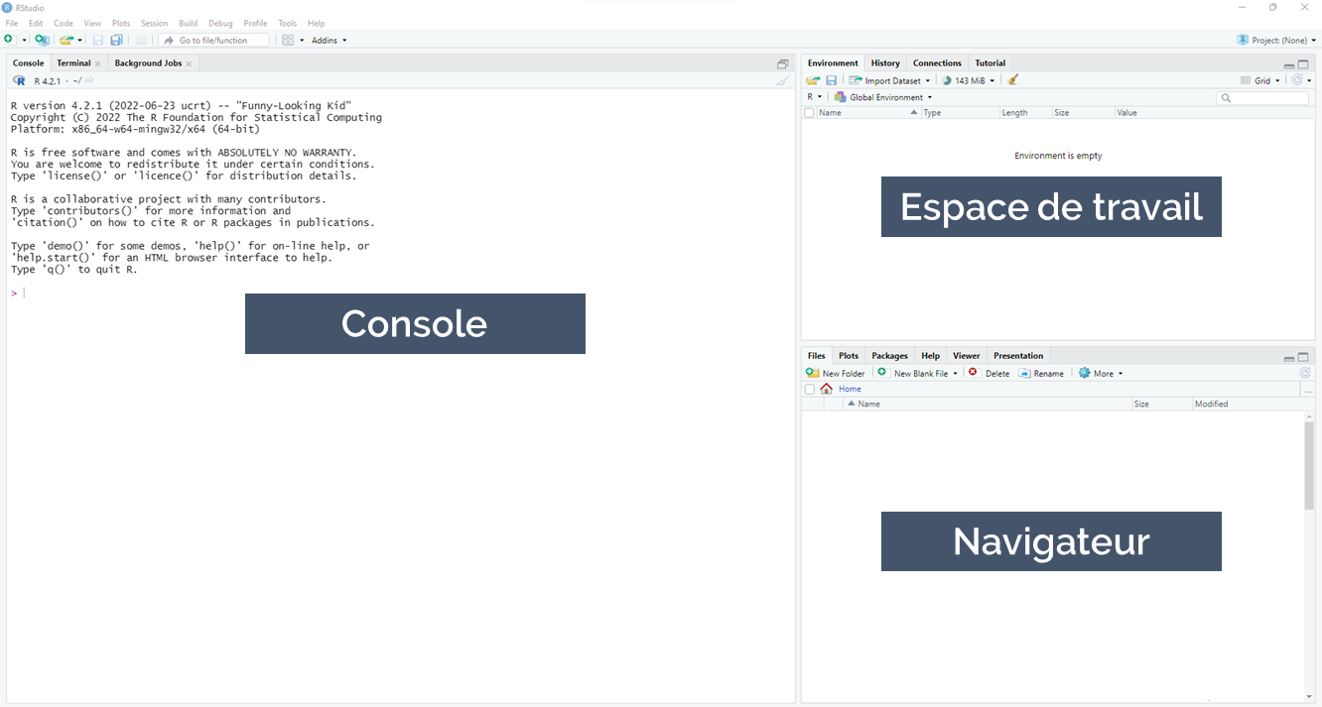 RStudio
File Edit Code View Plots Session Build Debug Profile Tools Help
Go to file/function Addins Project: (None)
Console Terminal Background Jobs
R 4.2.1 · ~/
R version 4.2.1 (2022-06-23 ucrt) -- "Funny-Looking Kid"
Copyright (C) 2022 The R Foundation for Statistical Computing
Platform: x86_64-w64-mingw32/x64 (64-bit)
R is free software and comes with ABSOLUTELY NO WARRANTY.
You are welcome to redistribute it under certain conditions.
Type 'license()' or 'licence()' for distribution details.
R is a collaborative project with many contributors.
Type 'contributors()' for more information and
'citation()' on how to cite R or R packages in publications.
Type 'demo()' for some demos, 'help()' for on-line help, or
'help.start()' for an HTML browser interface to help.
Type 'q()' to quit R.
>
Console
Environment History Connections Tutorial
Import Dataset 143 MiB Grid
R Global Environment
Name Type Length Size Value
Environment is empty
Espace de travail
Files Plots Packages Help Viewer Presentation
New Folder New Blank File Delete Rename More
Home ...
Name Size Modified
Navigateur